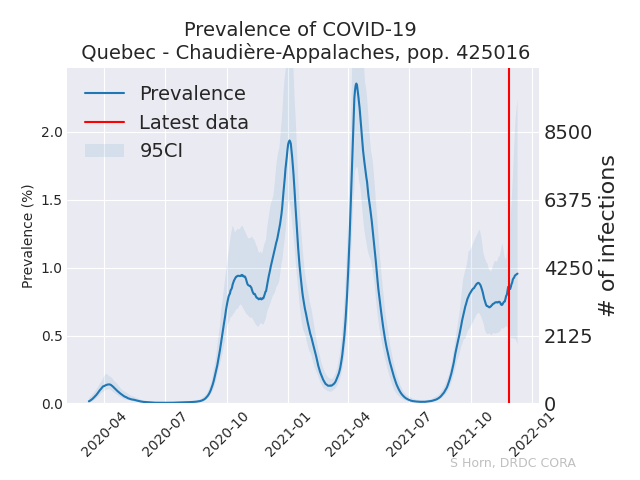 Prevalence of COVID-19
Quebec - Chaudière-Appalaches, pop. 425016
Prevalence
Latest data
95CI
Prevalence (%)
2.0
1.5
1.0
0.5
0.0
8500
6375
4250
2125
0
# of infections
2020-04
2020-07
2020-10
2021-01
2021-04
2021-07
2021-10
2022-01
S Horn, DRDC CORA